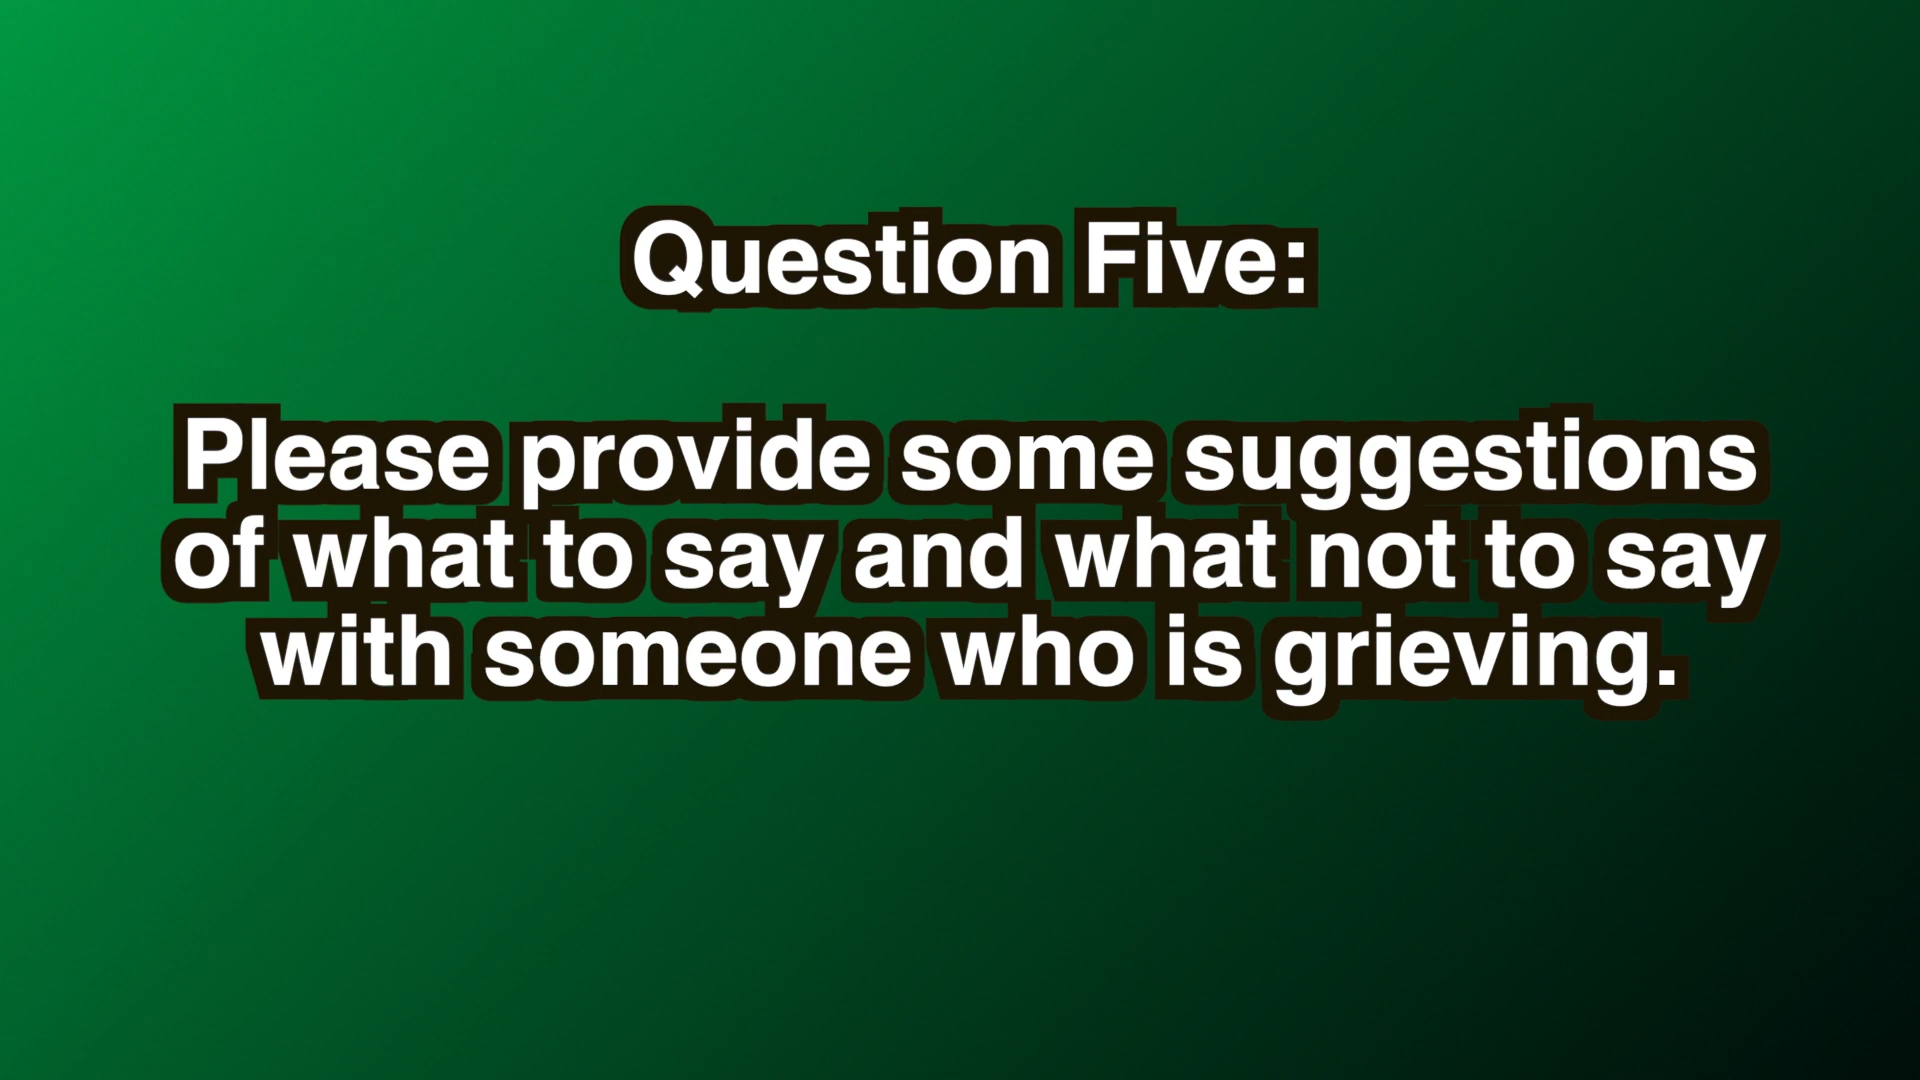 Question Five:
Please provide some suggestions
of what to say and what not to say
with someone who is grieving.